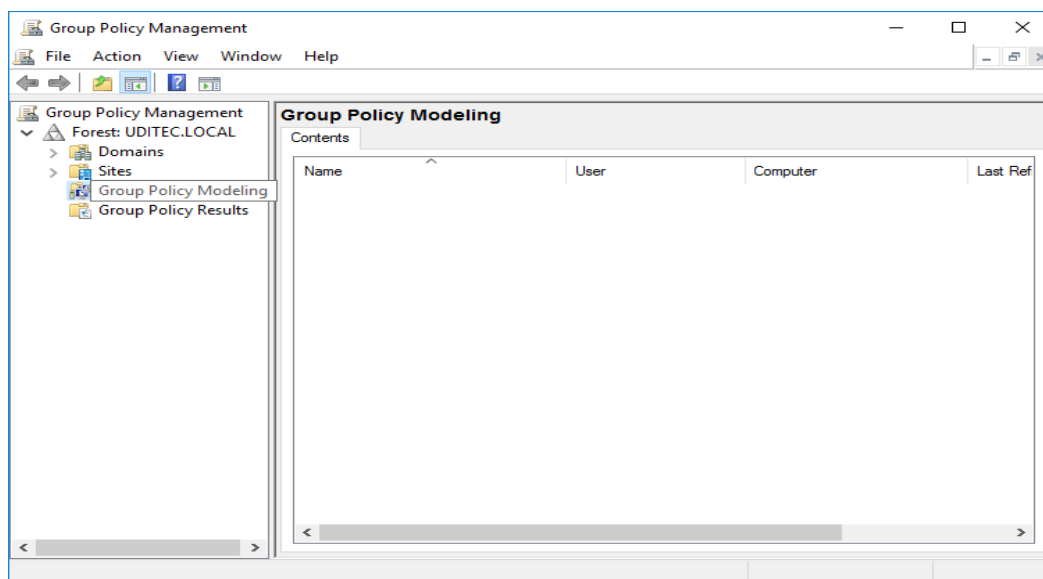 Group Policy Management
File Action View Window Help
Group Policy Management
Forest: UDITEC.LOCAL
Domains
Sites
Group Policy Modeling
Group Policy Results
Group Policy Modeling
Contents
Name User Computer Last Ref